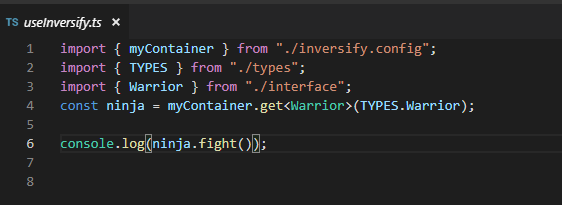 TS useInversify.ts ×
1 import { myContainer } from "./inversify.config";
2 import { TYPES } from "./types";
3 import { Warrior } from "./interface";
4 const ninja = myContainer.get<Warrior>(TYPES.Warrior);
5
6 console.log(ninja.fight());
7
8